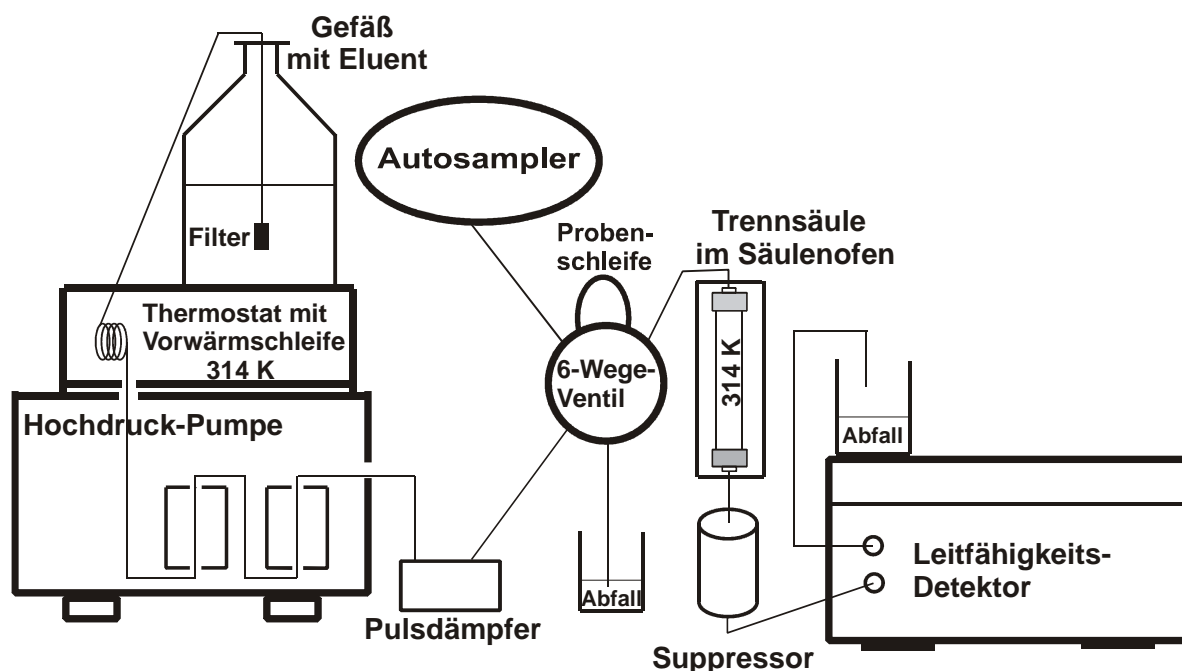 Gefäß
mit Eluent
Autosampler
Filter
Proben-
schleife
Trennsäule
im Säulenofen
Thermostat mit
Vorwärmschleife
314 K
6-Wege-
Ventil
314 K
Hochdruck-Pumpe
Abfall
Leitfähigkeits-
Detektor
Abfall
Pulsdämpfer
Suppressor